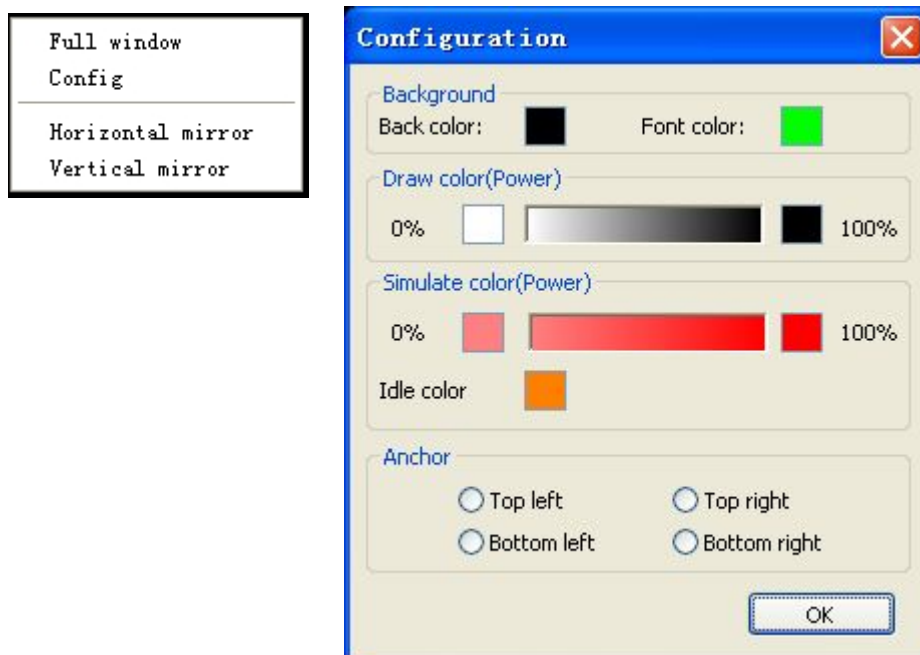 Full window
Config
Horizontal mirror
Vertical mirror
Configuration
Background
Back color: Font color:
Draw color(Power)
0% 100%
Simulate color(Power)
0% 100%
Idle color
Anchor
Top left Top right
Bottom left Bottom right
OK